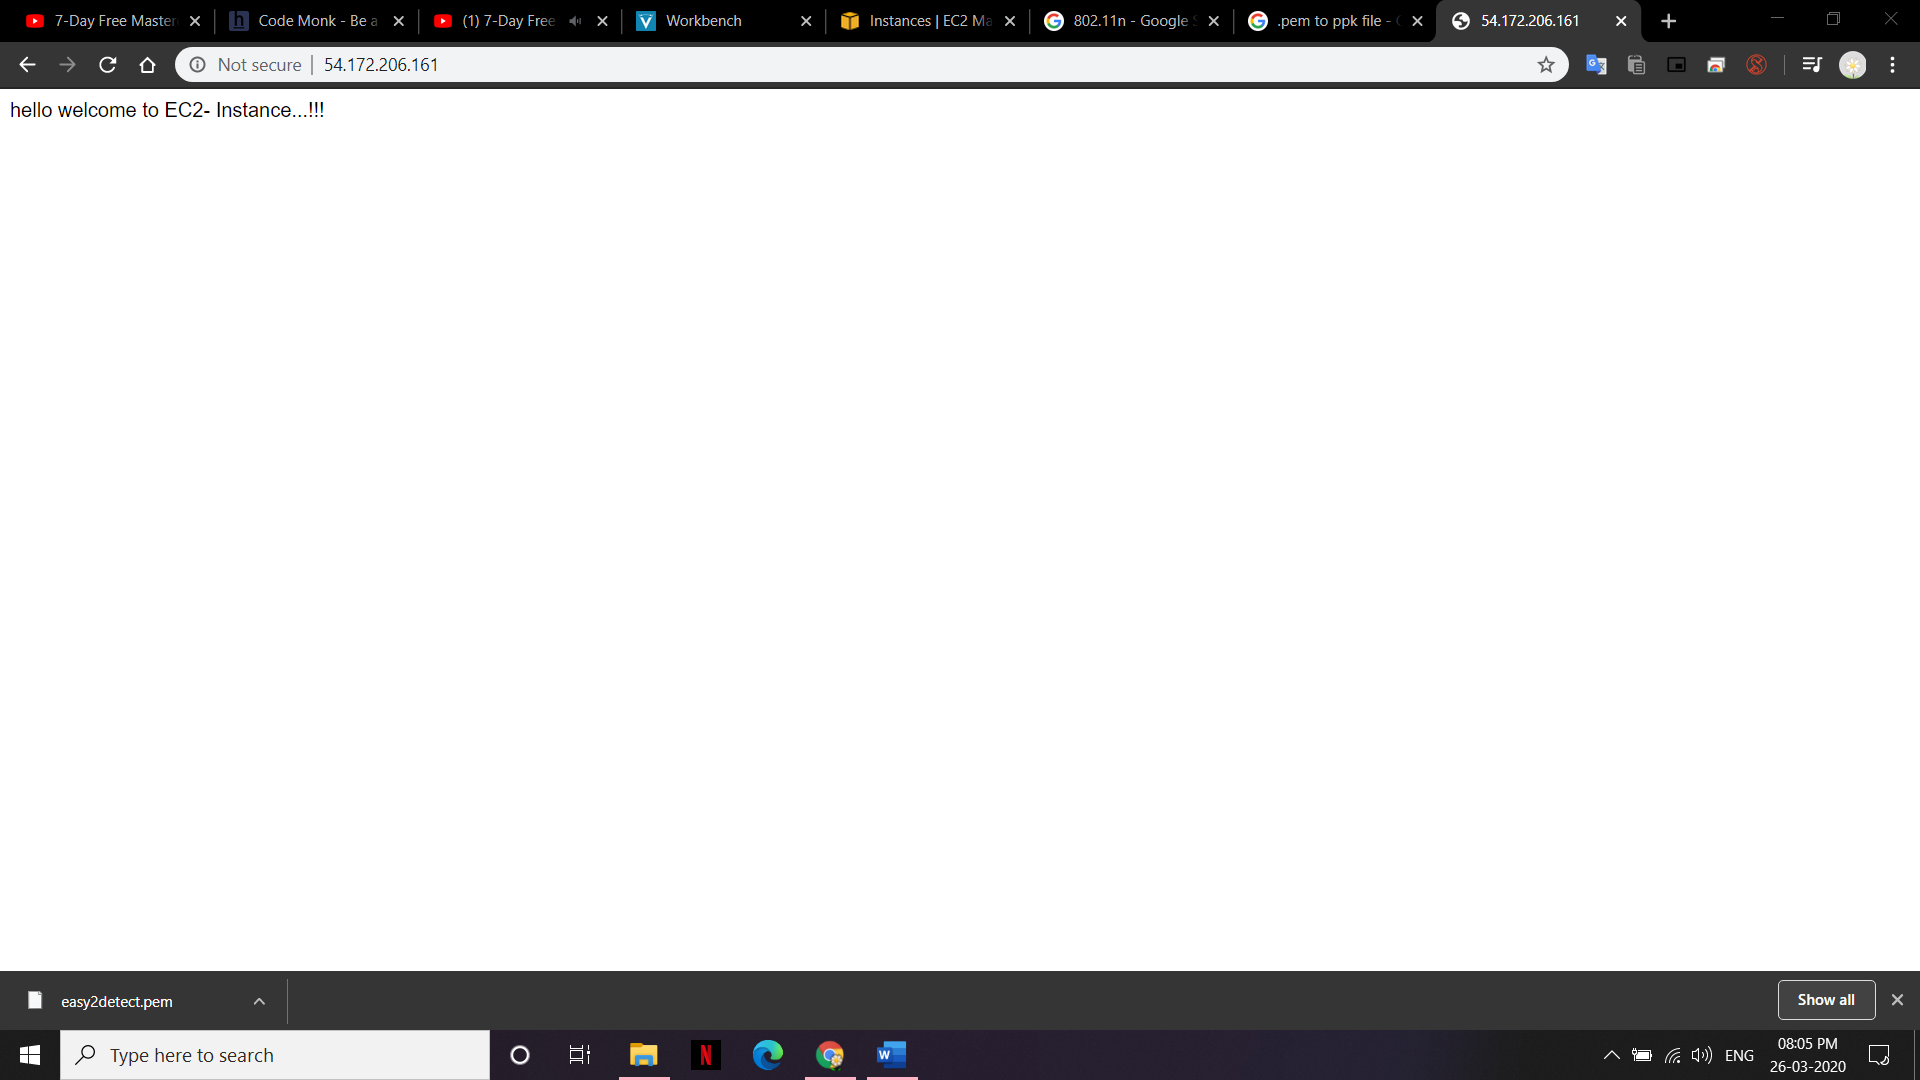 7-Day Free Master
Code Monk - Be a
(1) 7-Day Free
Workbench
Instances | EC2 Ma
802.11n - Google S
.pem to ppk file - G
54.172.206.161
Not secure
54.172.206.161
hello welcome to EC2- Instance...!!!
easy2detect.pem
Show all
Type here to search
ENG
08:05 PM
26-03-2020